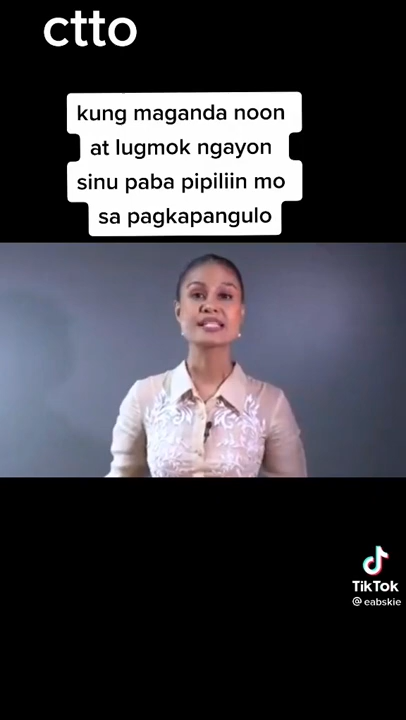 ctto
kung maganda noon
at lugmok ngayon
sinu paba pipiliin mo
sa pagkapangulo
TikTok
@eabskie